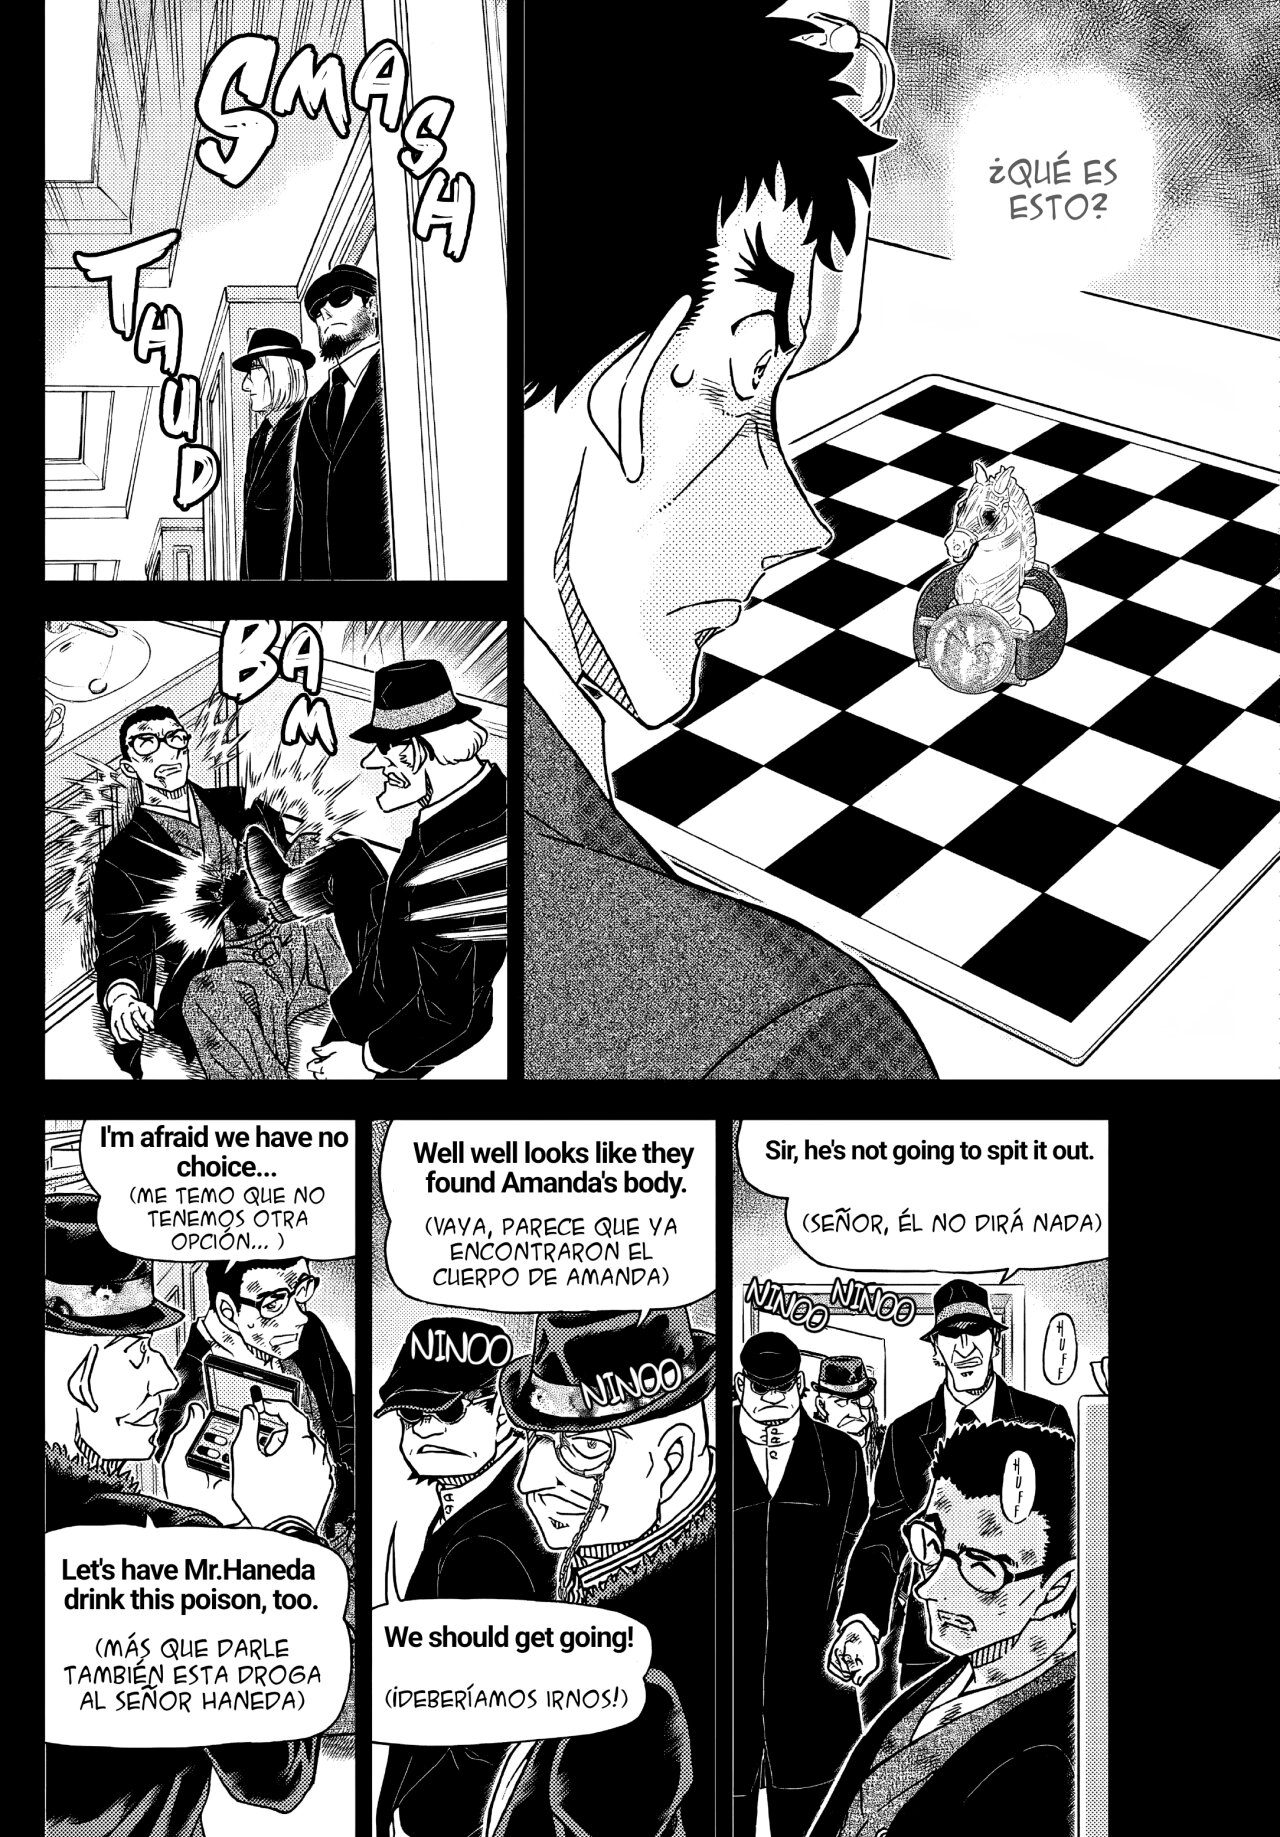 ¿QUÉ ES
ESTO?
SMASH
THUD
BAM
Sir, he's not going to spit it out.
(SEÑOR, ÉL NO DIRÁ NADA)
NINOO
NINOO
HUFF
HUFF
Well well looks like they
found Amanda's body.
(VAYA, PARECE QUE YA
ENCONTRARON EL
CUERPO DE AMANDA)
NINOO
NINOO
We should get going!
(¡DEBERÍAMOS IRNOS!)
I'm afraid we have no
choice...
(ME TEMO QUE NO
TENEMOS OTRA
OPCIÓN... )
Let's have Mr.Haneda
drink this poison, too.
(MÁS QUE DARLE
TAMBIÉN ESTA DROGA
AL SEÑOR HANEDA)